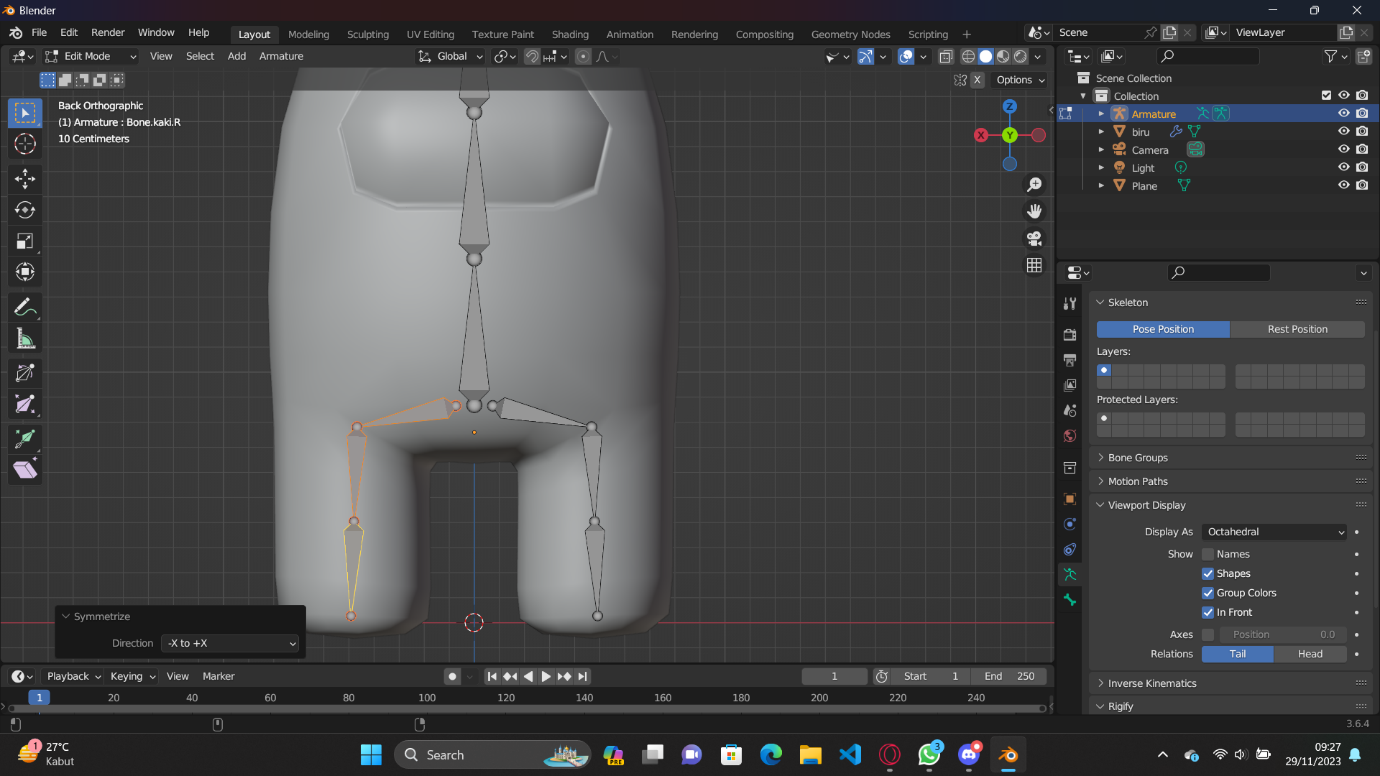 Blender
File Edit Render Window Help Layout Modeling Sculpting UV Editing Texture Paint Shading Animation Rendering Compositing Geometry Nodes Scripting + Scene ViewLayer
Edit Mode View Select Add Armature Global
X Options
Back Orthographic
(1) Armature : Bone.kaki.R
10 Centimeters
Z
X Y
Scene Collection
Collection
Armature
biru
Camera
Light
Plane
Skeleton
Pose Position Rest Position
Layers:
Protected Layers:
Bone Groups
Motion Paths
Viewport Display
Display As Octahedral
Show Names
Shapes
Group Colors
In Front
Axes Position 0.0
Relations Tail Head
Inverse Kinematics
Rigify
Symmetrize
Direction -X to +X
Playback Keying View Marker 1 Start 1 End 250
1 20 40 60 80 100 120 140 160 180 200 220 240
3.6.4
1 27°C
Kabut
Search
PRE
3
09:27
29/11/2023